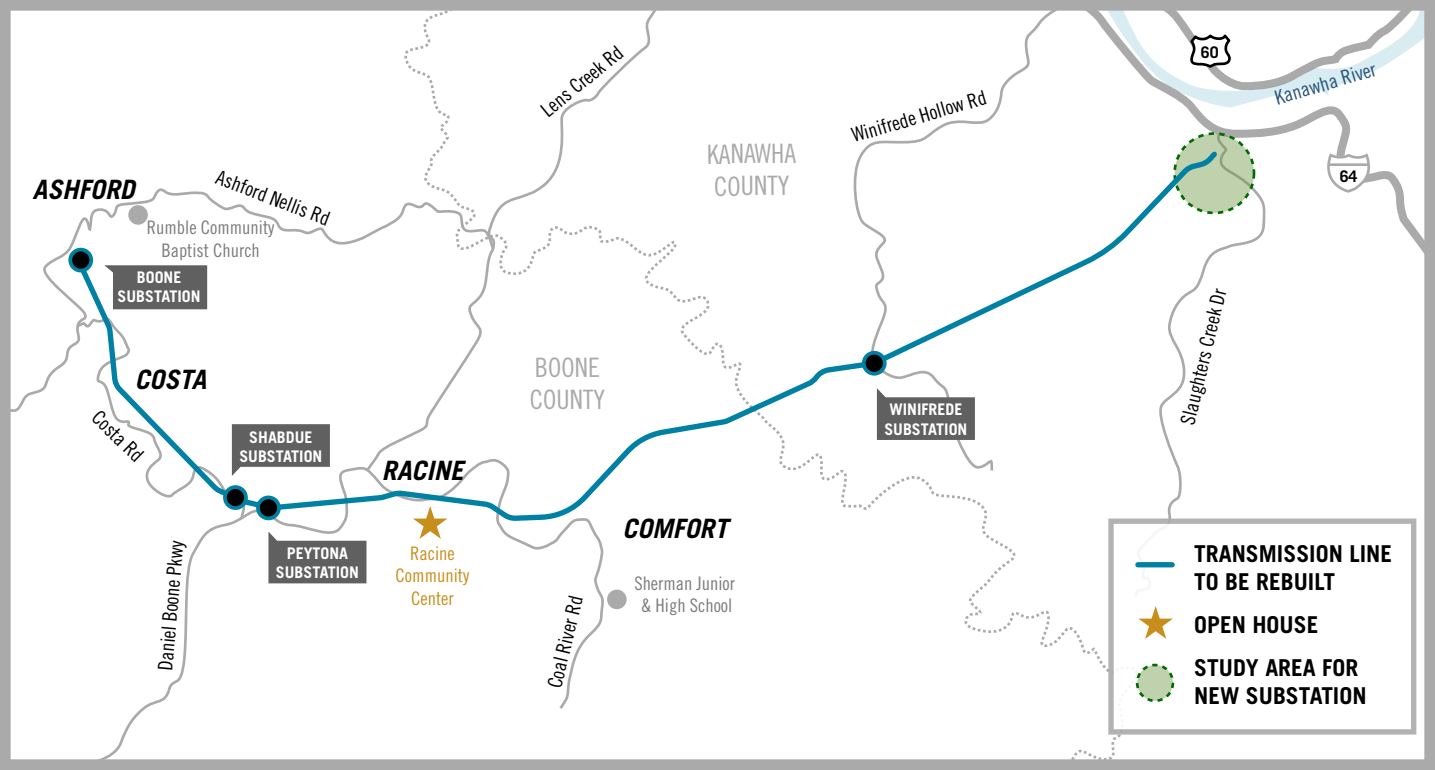 60
Kanawha River
Lens Creek Rd
Winifrede Hollow Rd
KANAWHA
COUNTY
64
ASHFORD
Ashford Nellis Rd
Rumble Community
Baptist Church
BOONE
SUBSTATION
Slaughters Creek Dr
COSTA
BOONE
COUNTY
Costa Rd
WINIFREDE
SUBSTATION
SHABDUE
SUBSTATION
RACINE
COMFORT
PEYTONA
SUBSTATION
Racine
Community
Center
Daniel Boone Pkwy
Sherman Junior
& High School
Coal River Rd
TRANSMISSION LINE
TO BE REBUILT
OPEN HOUSE
STUDY AREA FOR
NEW SUBSTATION